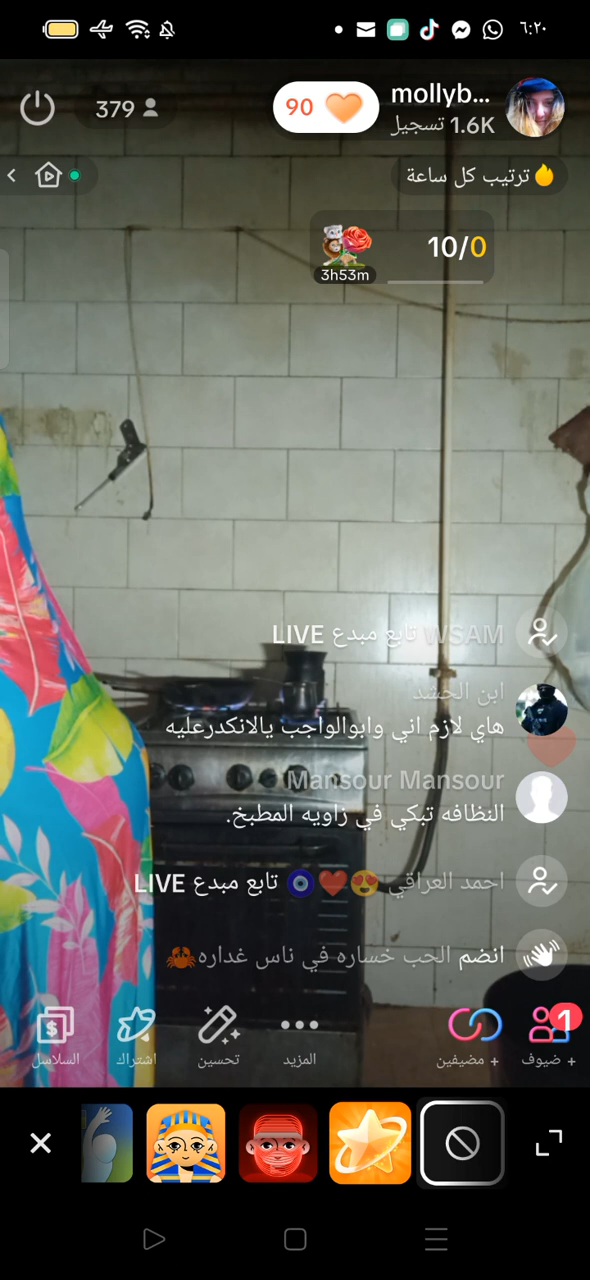 ٦:٢٠
mollyb...
1.6K تسجيل
90
379
ترتيب كل ساعة
10/0
3h53m
WSAM تابع مبدع LIVE
ابن الحشد
هاي لازم اني وابوالواجب يالانكدرعليه
Mansour Mansour
النظافه تبكي في زاويه المطبخ.
احمد العراقي 😍❤️🧿 تابع مبدع LIVE
انضم الحب خساره في ناس غداره🦀
1
+ ضيوف
+ مضيفين
المزيد
تحسين
اشتراك
السلاسل